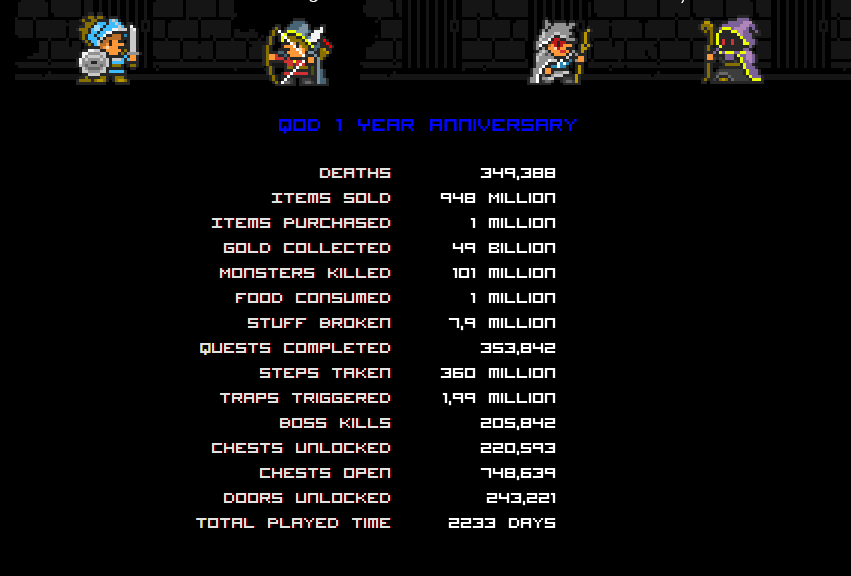 QOD 1 YEAR ANNIVERSARY
DEATHS 349,388
ITEMS SOLD 948 MILLION
ITEMS PURCHASED 1 MILLION
GOLD COLLECTED 49 BILLION
MONSTERS KILLED 101 MILLION
FOOD CONSUMED 1 MILLION
STUFF BROKEN 7,9 MILLION
QUESTS COMPLETED 353,842
STEPS TAKEN 360 MILLION
TRAPS TRIGGERED 1,99 MILLION
BOSS KILLS 205,842
CHESTS UNLOCKED 220,593
CHESTS OPEN 748,639
DOORS UNLOCKED 243,221
TOTAL PLAYED TIME 2233 DAYS